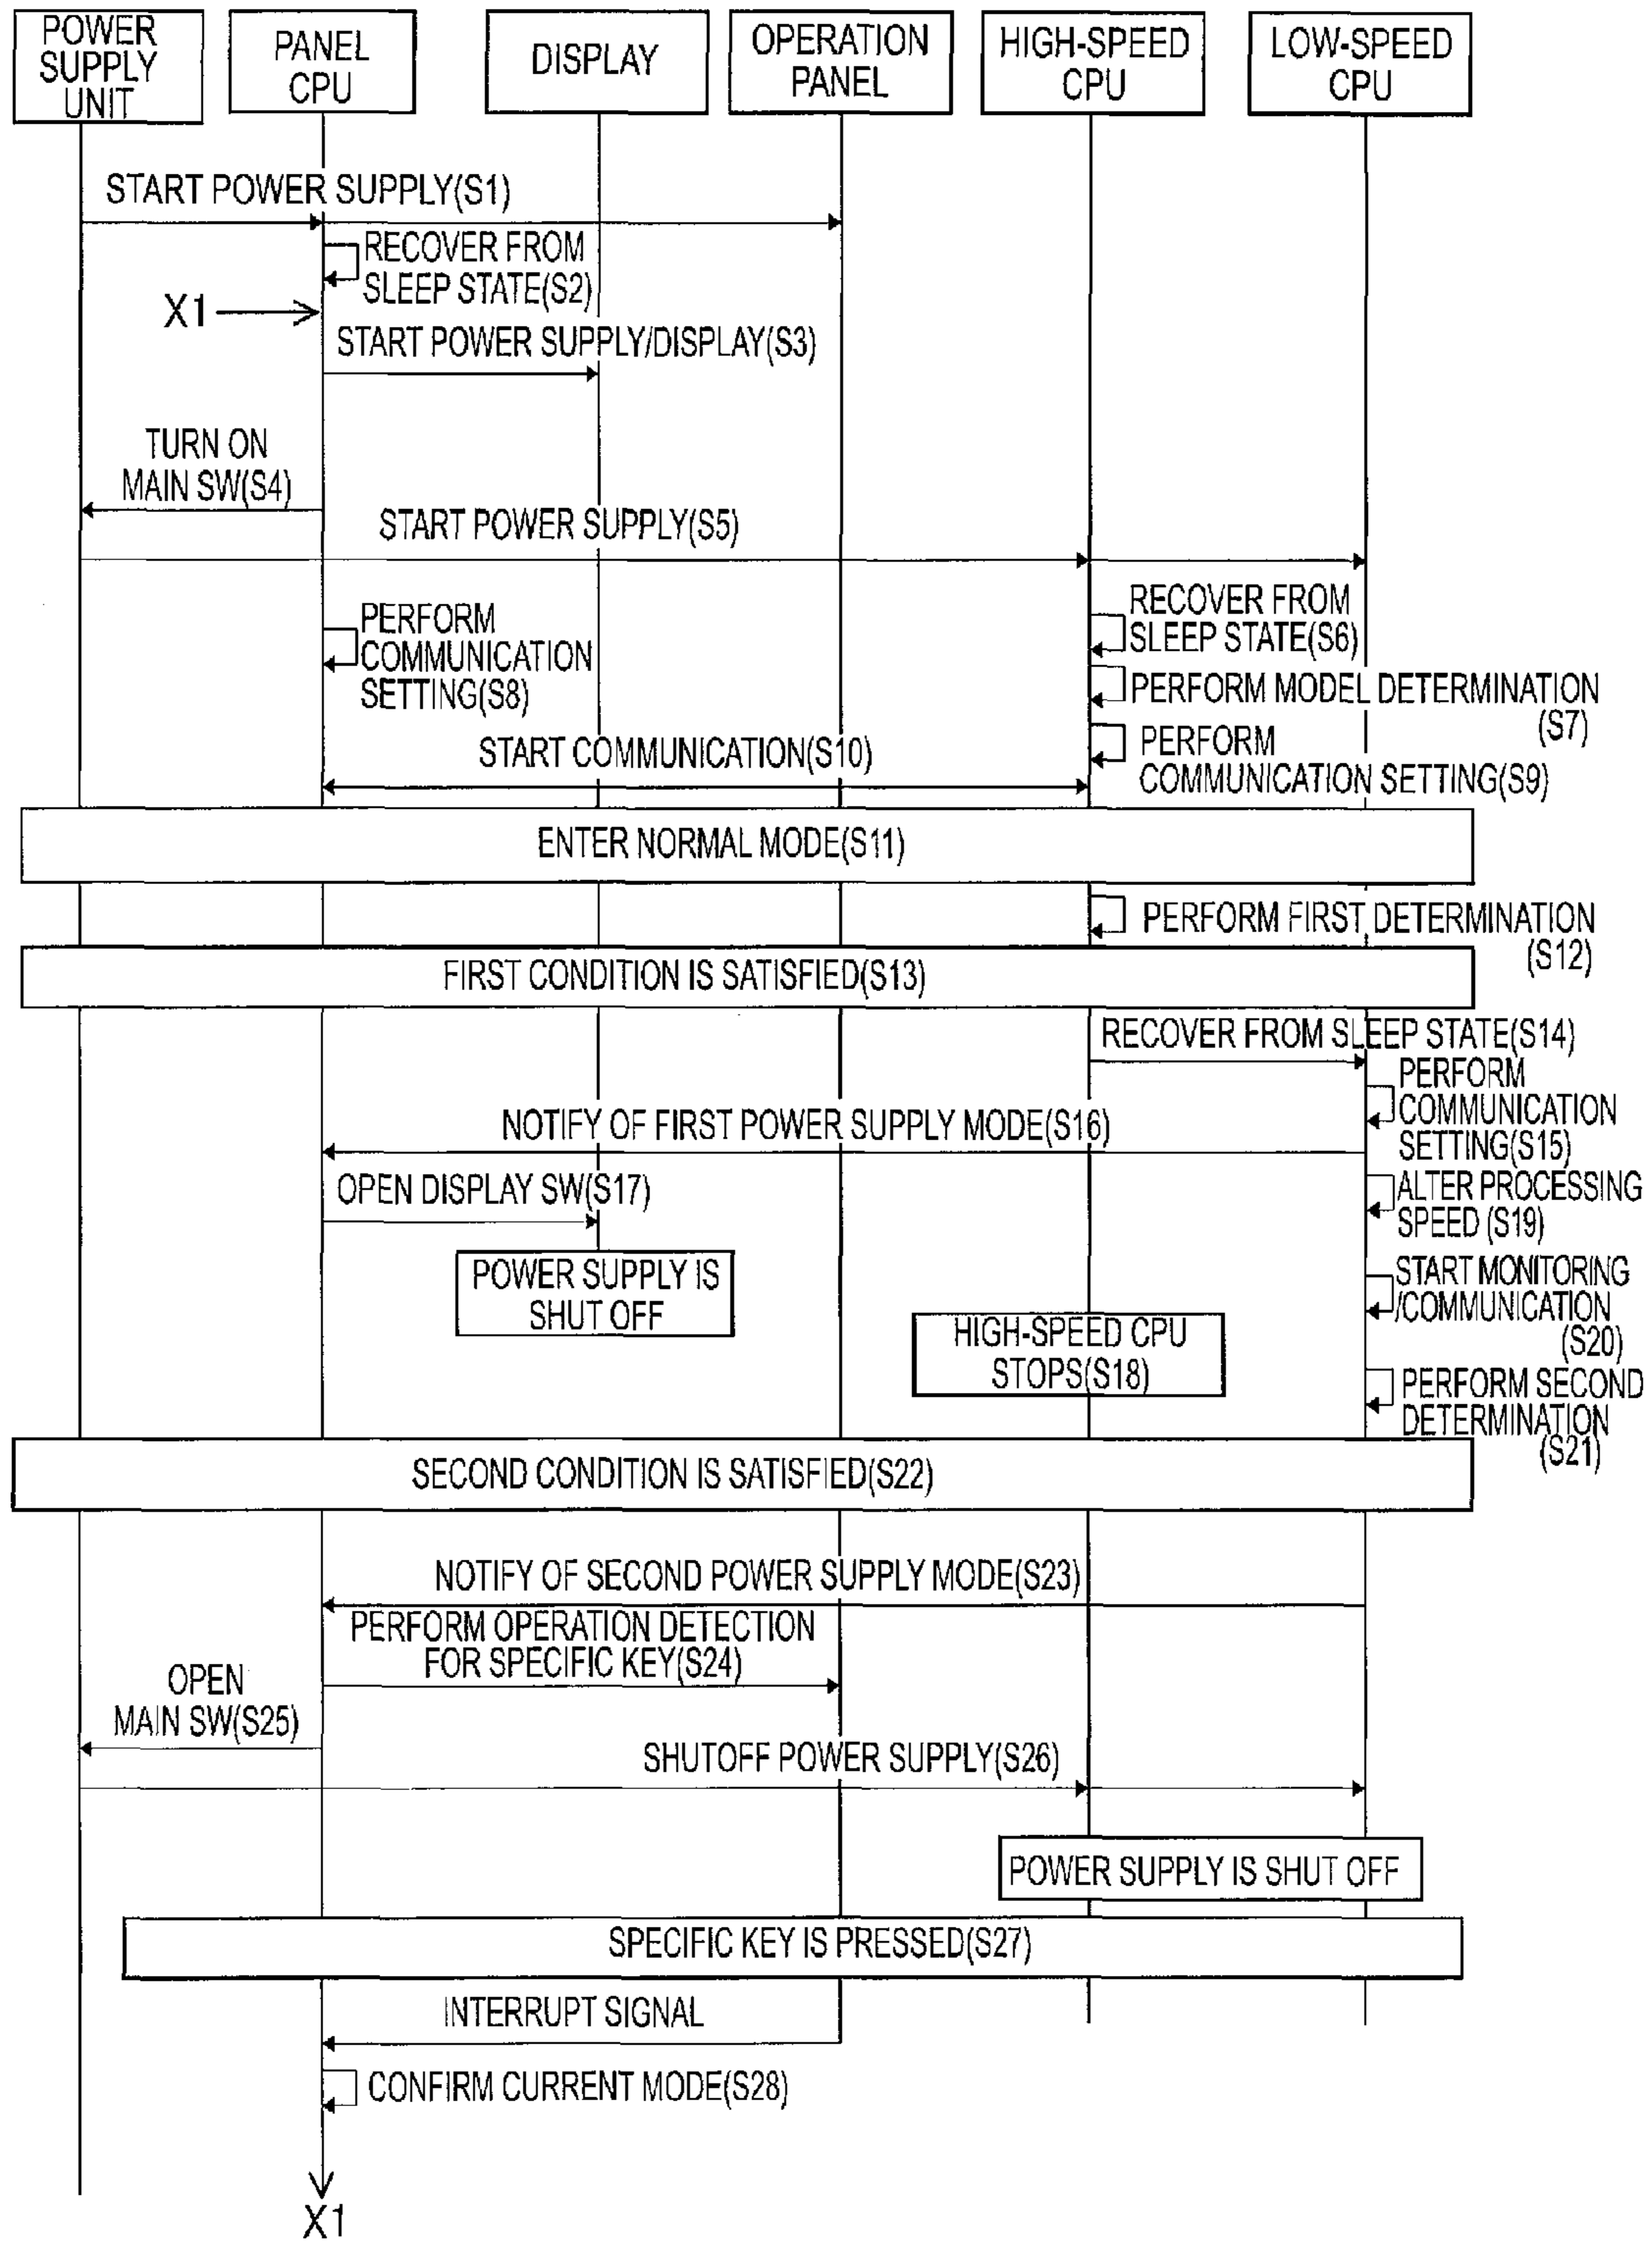 POWER
SUPPLY
UNIT
PANEL
CPU
DISPLAY
OPERATION
PANEL
HIGH-SPEED
CPU
LOW-SPEED
CPU
START POWER SUPPLY(S1)
RECOVER FROM
SLEEP STATE(S2)
X1
START POWER SUPPLY/DISPLAY(S3)
TURN ON
MAIN SW(S4)
START POWER SUPPLY(S5)
RECOVER FROM
SLEEP STATE(S6)
PERFORM
COMMUNICATION
SETTING(S8)
PERFORM MODEL DETERMINATION
(S7)
START COMMUNICATION(S10)
PERFORM
COMMUNICATION SETTING(S9)
ENTER NORMAL MODE(S11)
PERFORM FIRST DETERMINATION
(S12)
FIRST CONDITION IS SATISFIED(S13)
RECOVER FROM SLEEP STATE(S14)
PERFORM
COMMUNICATION
SETTING(S15)
NOTIFY OF FIRST POWER SUPPLY MODE(S16)
OPEN DISPLAY SW(S17)
ALTER PROCESSING
SPEED (S19)
POWER SUPPLY IS
SHUT OFF
START MONITORING
/COMMUNICATION
(S20)
HIGH-SPEED CPU
STOPS(S18)
PERFORM SECOND
DETERMINATION
(S21)
SECOND CONDITION IS SATISFIED(S22)
NOTIFY OF SECOND POWER SUPPLY MODE(S23)
PERFORM OPERATION DETECTION
FOR SPECIFIC KEY(S24)
OPEN
MAIN SW(S25)
SHUTOFF POWER SUPPLY(S26)
POWER SUPPLY IS SHUT OFF
SPECIFIC KEY IS PRESSED(S27)
INTERRUPT SIGNAL
CONFIRM CURRENT MODE(S28)
X1